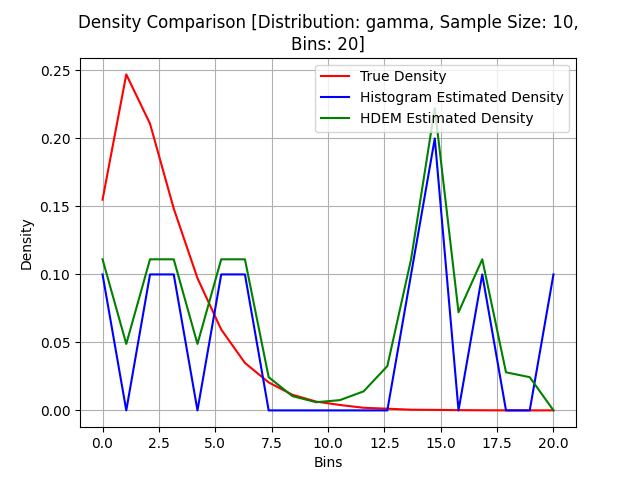 Density Comparison [Distribution: gamma, Sample Size: 10,
Bins: 20]
True Density
Histogram Estimated Density
HDEM Estimated Density
Density
0.25
0.20
0.15
0.10
0.05
0.00
0.0 2.5 5.0 7.5 10.0 12.5 15.0 17.5 20.0
Bins